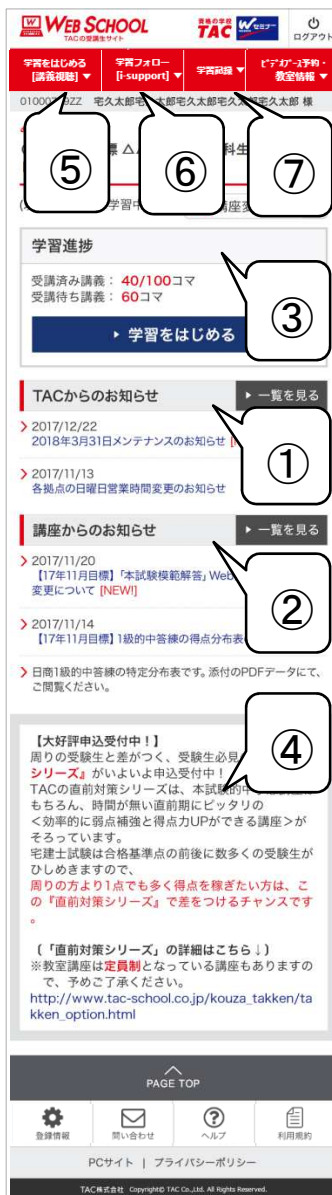 WEB SCHOOL
TACの受講生サイト
資格の学校
TAC
Wセミナー
ログアウト
学習をはじめる
[講義視聴] ▼
学習フォロー
[i-support] ▼
学習記録 ▼
ビデオブース予約・
教室情報 ▼
宅久太郎宅久太郎宅久太郎 様
⑤
⑥
⑦
学習進捗
受講済み講義： 40/100コマ
受講待ち講義： 60コマ
学習をはじめる
③
TACからのお知らせ
一覧を見る
2017/12/22
2018年3月31日メンテナンスのお知らせ
2017/11/13
各拠点の日曜日営業時間変更のお知らせ
①
講座からのお知らせ
一覧を見る
2017/11/20
【17年11月目標】「本試験模範解答」Web
変更について [NEW!]
2017/11/14
【17年11月目標】1級的中答練の得点分布表
②
日商1級的中答練の特定分布表です。添付のPDFデータにて、
ご閲覧ください。
④
【大好評申込受付中！】
周りの受験生と差がつく、受験生必見
シリーズ』がいよいよ申込受付中！
TACの直前対策シリーズは、本試験的中
もちろん、時間が無い直前期にピッタリの
＜効率的に弱点補強と得点力UPができる講座＞が
そろっています。
宅建士試験は合格基準点の前後に数多くの受験生が
ひしめきますので、
周りの方より1点でも多く得点を稼ぎたい方は、こ
の『直前対策シリーズ』で差をつけるチャンスです
。
(「直前対策シリーズ」の詳細はこちら↓)
※教室講座は定員制となっている講座もありますの
で、予めご了承ください。
http://www.tac-school.co.jp/kouza_takken/ta
kken_option.html
PAGE TOP
登録情報
問い合わせ
ヘルプ
利用規約
PCサイト | プライバシーポリシー
TAC株式会社 Copyright© TAC Co.,Ltd. All Rights Reserved.